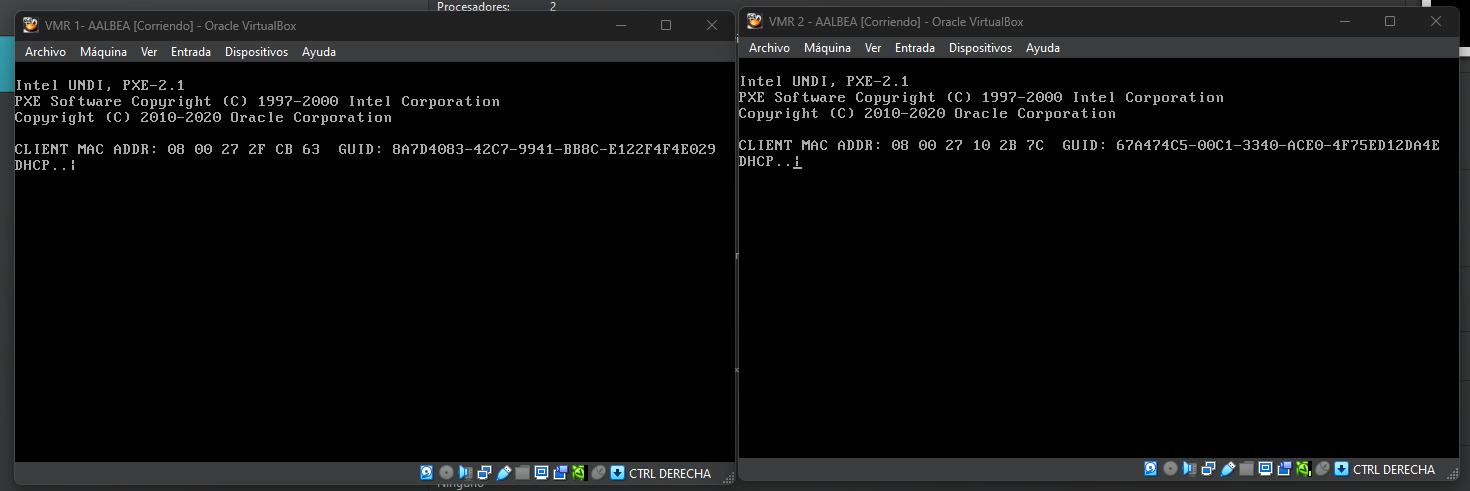 Procesadores: 2
VMR 1- AALBEA [Corriendo] - Oracle VirtualBox
Archivo Máquina Ver Entrada Dispositivos Ayuda
Intel UNDI, PXE-2.1
PXE Software Copyright (C) 1997-2000 Intel Corporation
Copyright (C) 2010-2020 Oracle Corporation
CLIENT MAC ADDR: 08 00 27 2F CB 63 GUID: 8A7D4083-42C7-9941-BB8C-E122F4F4E029
DHCP..¦
CTRL DERECHA
Ninguno
VMR 2 - AALBEA [Corriendo] - Oracle VirtualBox
Archivo Máquina Ver Entrada Dispositivos Ayuda
Intel UNDI, PXE-2.1
PXE Software Copyright (C) 1997-2000 Intel Corporation
Copyright (C) 2010-2020 Oracle Corporation
CLIENT MAC ADDR: 08 00 27 10 2B 7C GUID: 67A474C5-00C1-3340-ACE0-4F75ED12DA4E
DHCP..¦
CTRL DERECHA